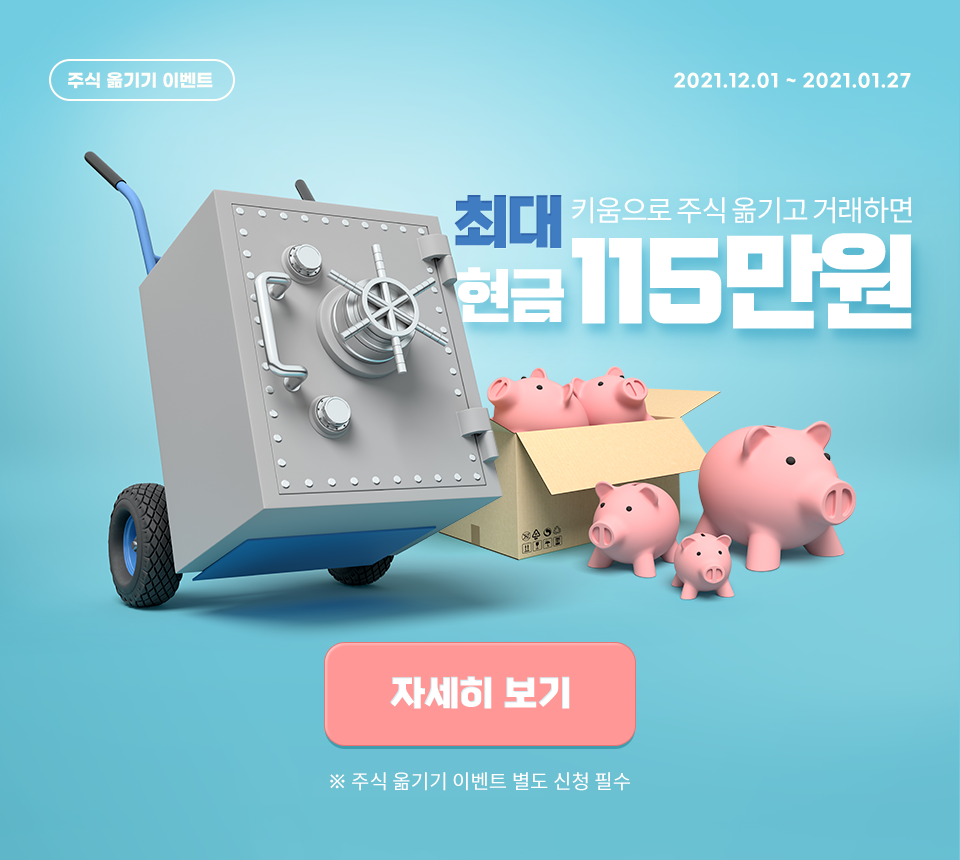 주식 옮기기 이벤트
2021.12.01 ~ 2021.01.27
최대 키움으로 주식 옮기고 거래하면
현금 115만원
자세히 보기
※ 주식 옮기기 이벤트 별도 신청 필수